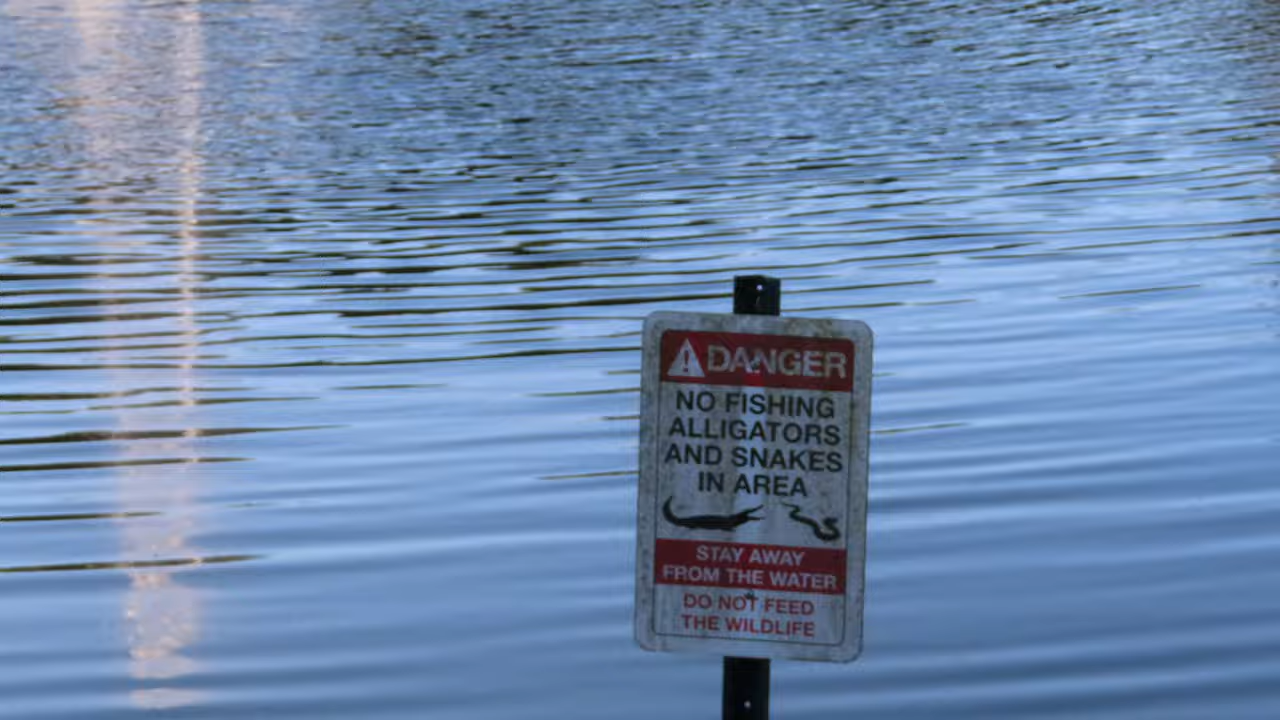 DANGER
NO FISHING
ALLIGATORS
AND SNAKES
IN AREA
STAY AWAY
FROM THE WATER
DO NOT FEED
THE WILDLIFE